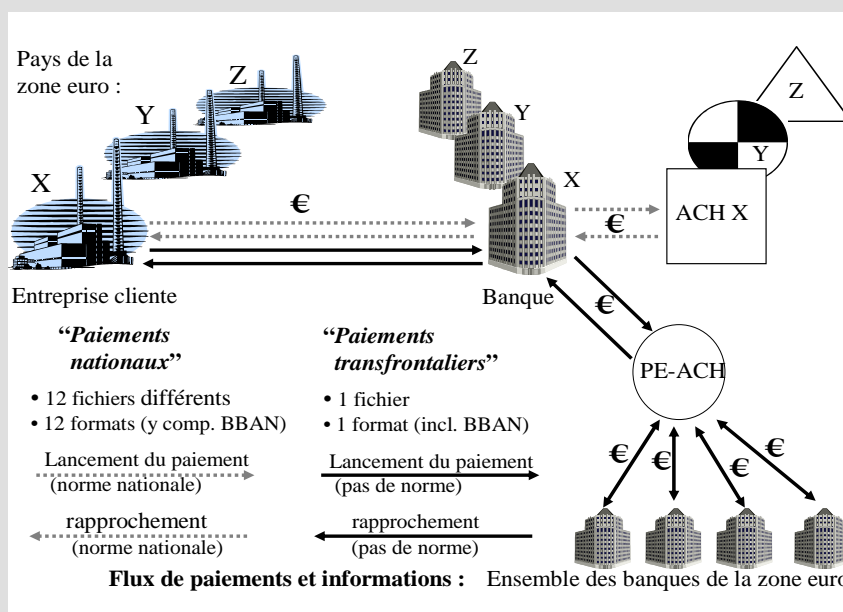 Pays de la
zone euro :
Z
Y
X
€
Entreprise cliente
Z
Y
X
Banque
€
Z
Y
ACH X
€
PE-ACH
€
€
€
€
“Paiements
nationaux”
• 12 fichiers différents
• 12 formats (y comp. BBAN)
Lancement du paiement
(norme nationale)
rapprochement
(norme nationale)
“Paiements
transfrontaliers”
• 1 fichier
• 1 format (incl. BBAN)
Lancement du paiement
(pas de norme)
rapprochement
(pas de norme)
Flux de paiements et informations : Ensemble des banques de la zone euro